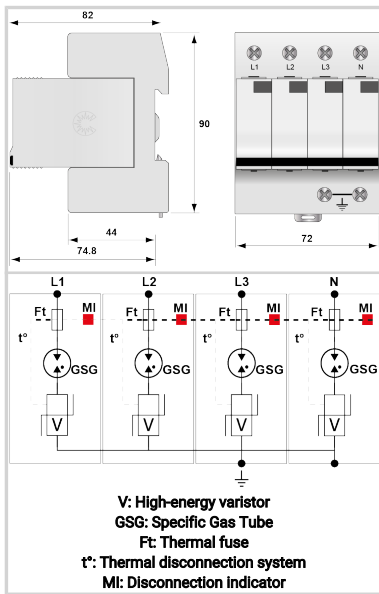 82
L1 L2 L3 N
90
44
74.8
72
L1 L2 L3 N
Ft MI Ft MI Ft MI Ft MI
t° t° t° t°
GSG GSG GSG GSG
V V V V
V: High-energy varistor
GSG: Specific Gas Tube
Ft: Thermal fuse
t°: Thermal disconnection system
MI: Disconnection indicator